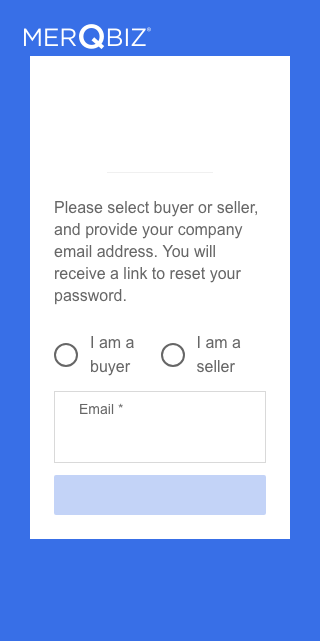 MERQBIZ®
Please select buyer or seller,
and provide your company
email address. You will
receive a link to reset your
password.
I am a
buyer
I am a
seller
Email *